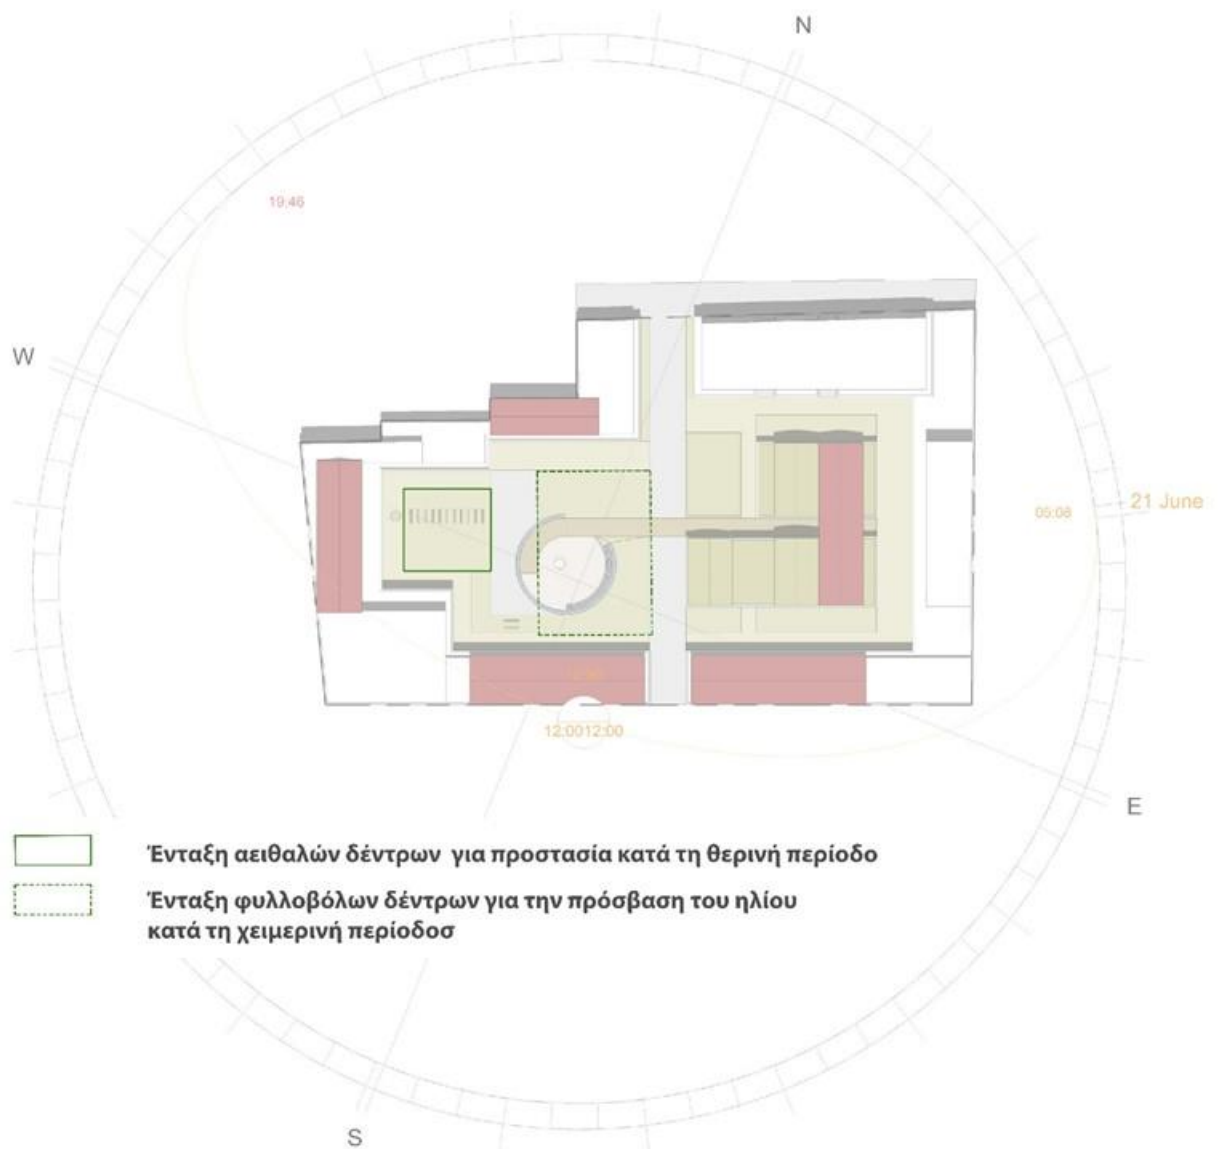 N
19:46
W
05:08
21 June
12:0012:00
E
Ένταξη αειθαλών δέντρων για προστασία κατά τη θερινή περίοδο
Ένταξη φυλλοβόλων δέντρων για την πρόσβαση του ηλίου
κατά τη χειμερινή περίοδοσ
S